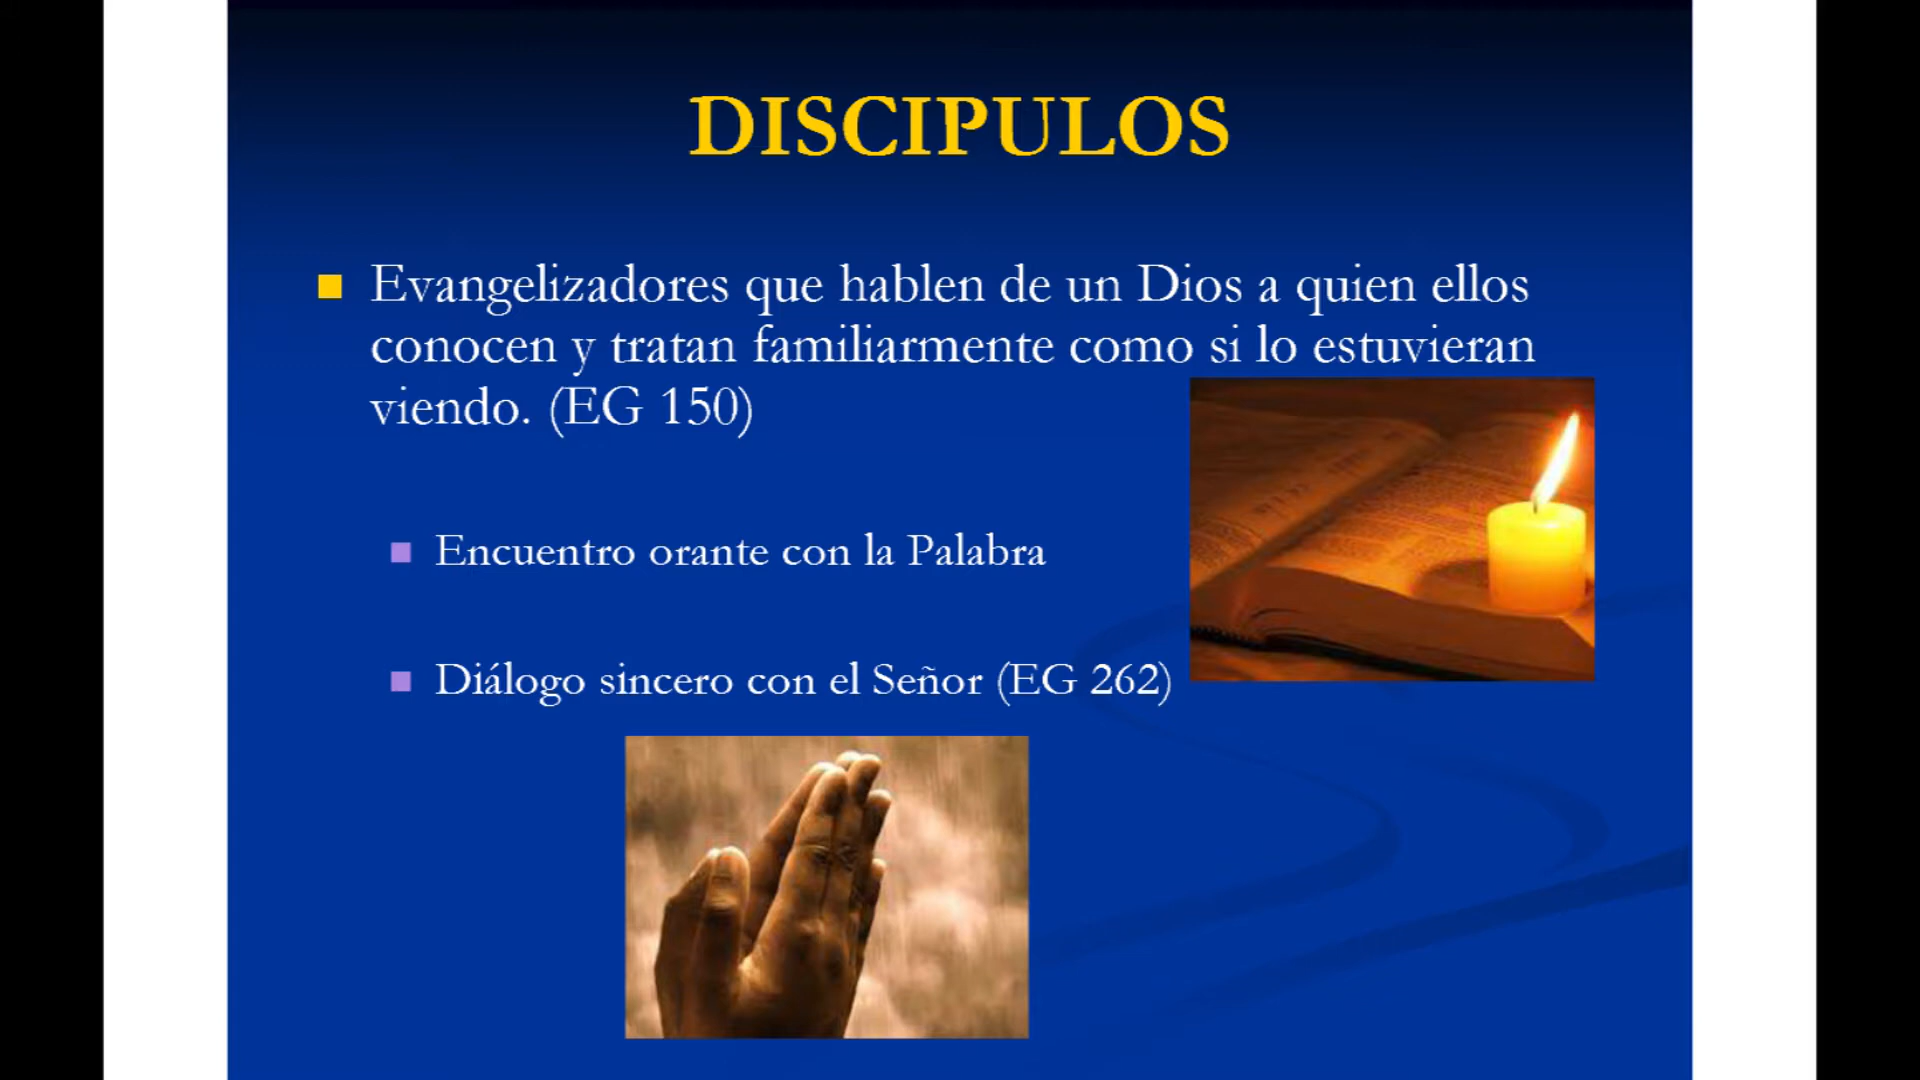 DISCIPULOS
Evangelizadores que hablen de un Dios a quien ellos
conocen y tratan familiarmente como si lo estuvieran
viendo. (EG 150)
Encuentro orante con la Palabra
Diálogo sincero con el Señor (EG 262)